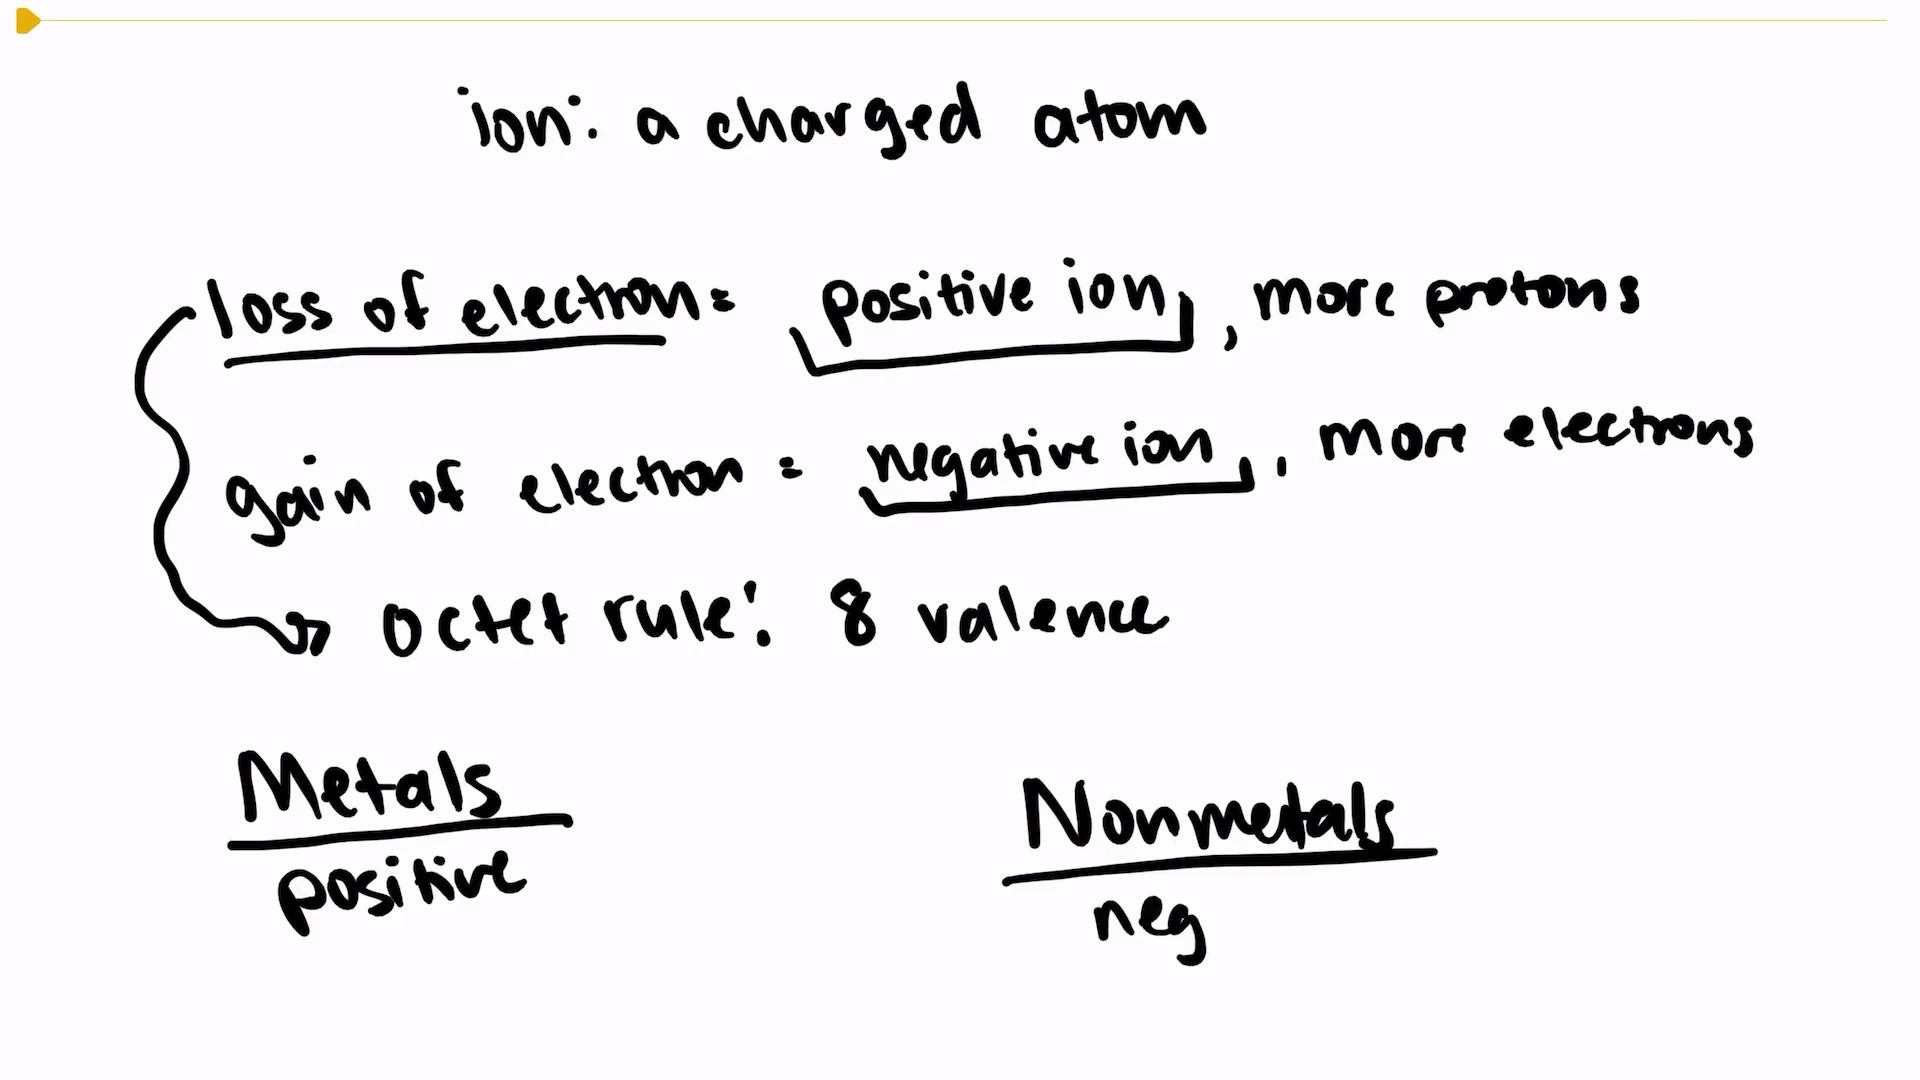 ion: a charged atom
loss of electron = positive ion, more protons
gain of electron = negative ion, more electrons
octet rule: 8 valence
Metals
positive
Nonmetals
neg